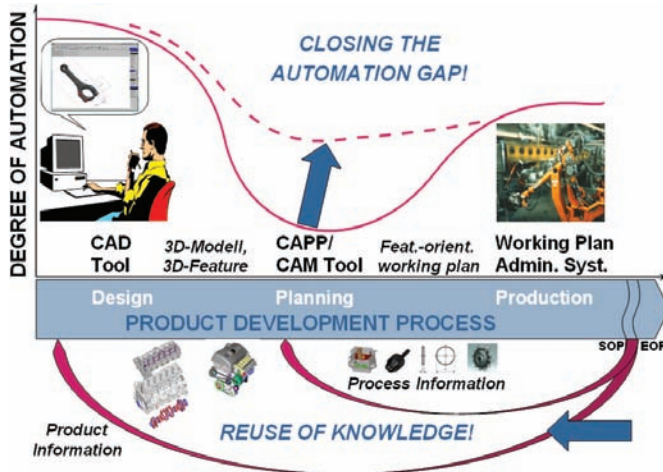 DEGREE OF AUTOMATION
CLOSING THE
AUTOMATION GAP!
CAD
Tool
3D-Modell,
3D-Feature
CAPP/
CAM Tool
Feat.-orient.
working plan
Working Plan
Admin. Syst.
Design
Planning
Production
PRODUCT DEVELOPMENT PROCESS
SOP
EOP
Process Information
Product
Information
REUSE OF KNOWLEDGE!